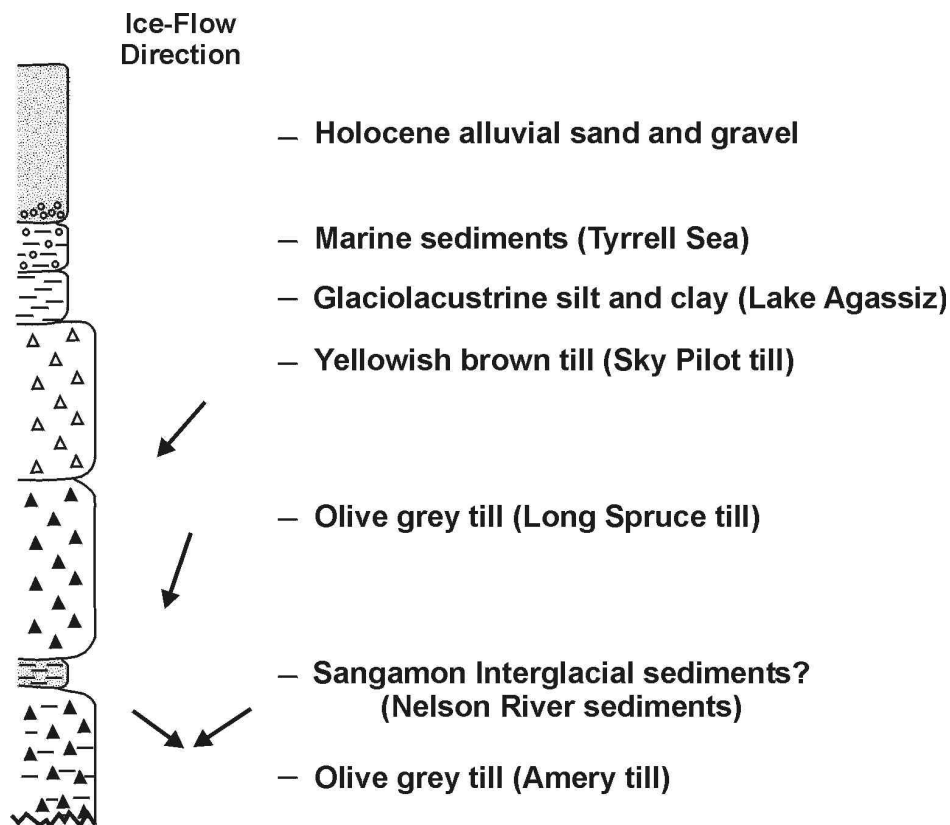 Ice-Flow
Direction
– Holocene alluvial sand and gravel
– Marine sediments (Tyrrell Sea)
– Glaciolacustrine silt and clay (Lake Agassiz)
– Yellowish brown till (Sky Pilot till)
– Olive grey till (Long Spruce till)
– Sangamon Interglacial sediments?
(Nelson River sediments)
– Olive grey till (Amery till)